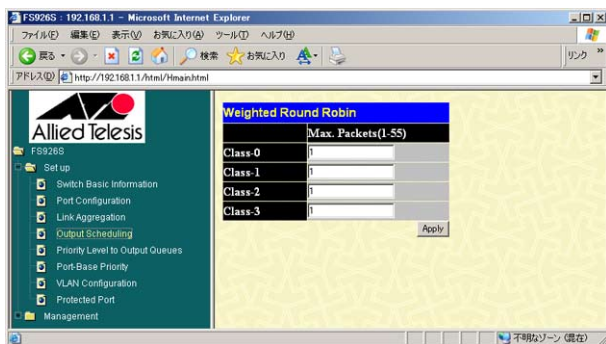 FS926S : 192.168.1.1 - Microsoft Internet Explorer
ファイル(F) 編集(E) 表示(V) お気に入り(A) ツール(T) ヘルプ(H)
戻る 検索 お気に入り リンク »
アドレス(D) http://192.168.1.1/html/Hmain.html
Allied Telesis
FS926S
Set up
Switch Basic Information
Port Configuration
Link Aggregation
Output Scheduling
Priority Level to Output Queues
Port-Base Priority
VLAN Configuration
Protected Port
Management
Weighted Round Robin
Max. Packets(1-55)
Class-0 1
Class-1 1
Class-2 1
Class-3 1
Apply
不明なゾーン (混在)